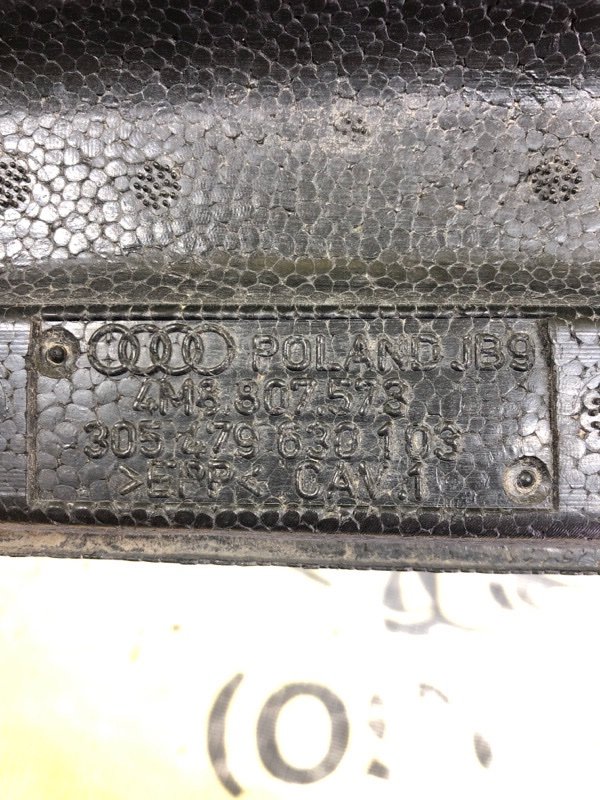 POLAND JB9
4M8.807.573
305 479 630 103
>EPP< CAV.1